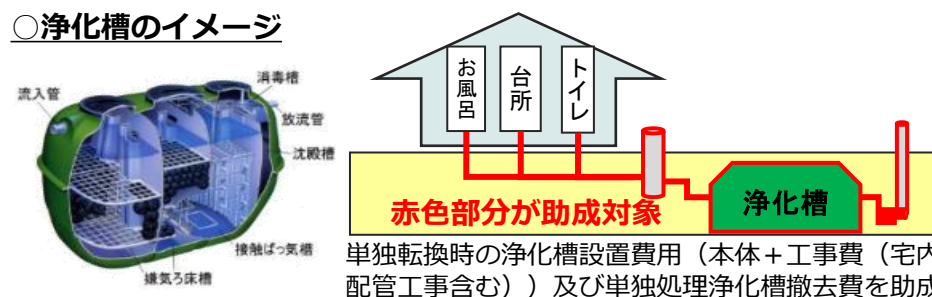 ○浄化槽のイメージ
流入管
消毒槽
放流管
沈殿槽
接触ばっ気槽
嫌気ろ床槽
お風呂
台所
トイレ
赤色部分が助成対象
浄化槽
単独転換時の浄化槽設置費用（本体＋工事費（宅内
配管工事含む））及び単独処理浄化槽撤去費を助成